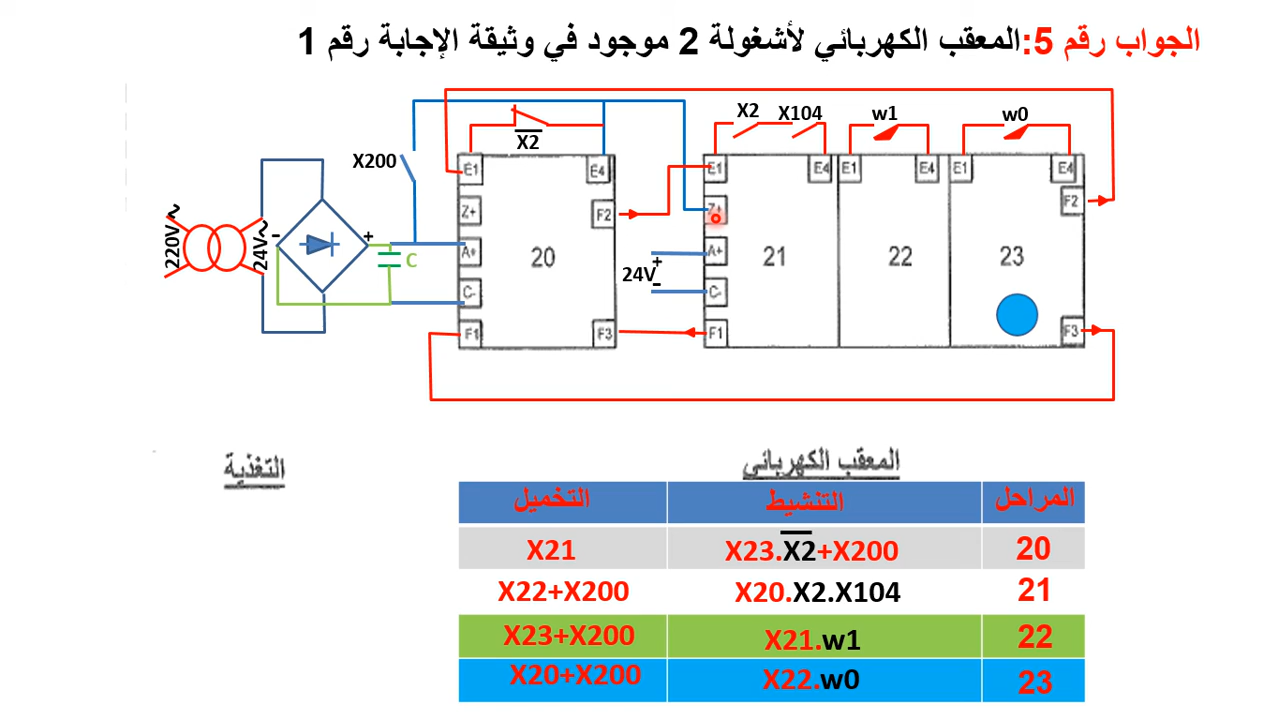 الجواب رقم 5:المعقب الكهربائي لأشغولة 2 موجود في وثيقة الإجابة رقم 1
X2 X104 w1 w0
X2
X200
E1 E4 E1 E4 E1 E4 E1 E4
Z+ F2 Z+ F2
220V~ 24V~ - + C
A+ 20 24V + - A+ 21 22 23
C- C-
F1 F3 F1 F3
التغذية
المعقب الكهربائي
المراحل التنشيط التخميل
20 X23.X̅2̅+X200 X21
21 X20.X2.X104 X22+X200
22 X21.w1 X23+X200
23 X22.w0 X20+X200